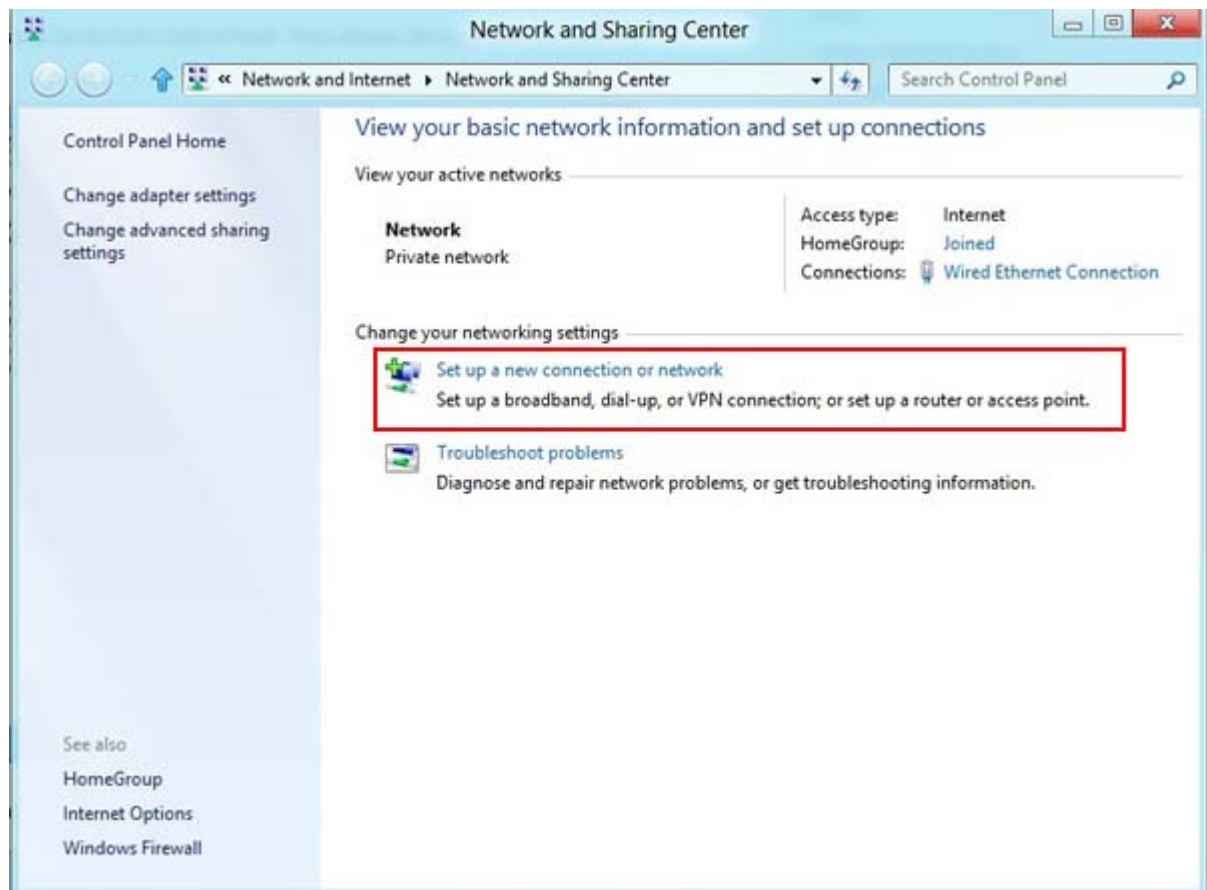 Network and Sharing Center
« Network and Internet ▸ Network and Sharing Center
Search Control Panel
Control Panel Home
Change adapter settings
Change advanced sharing
settings
See also
HomeGroup
Internet Options
Windows Firewall
View your basic network information and set up connections
View your active networks
Network
Private network
Access type: Internet
HomeGroup: Joined
Connections: Wired Ethernet Connection
Change your networking settings
Set up a new connection or network
Set up a broadband, dial-up, or VPN connection; or set up a router or access point.
Troubleshoot problems
Diagnose and repair network problems, or get troubleshooting information.